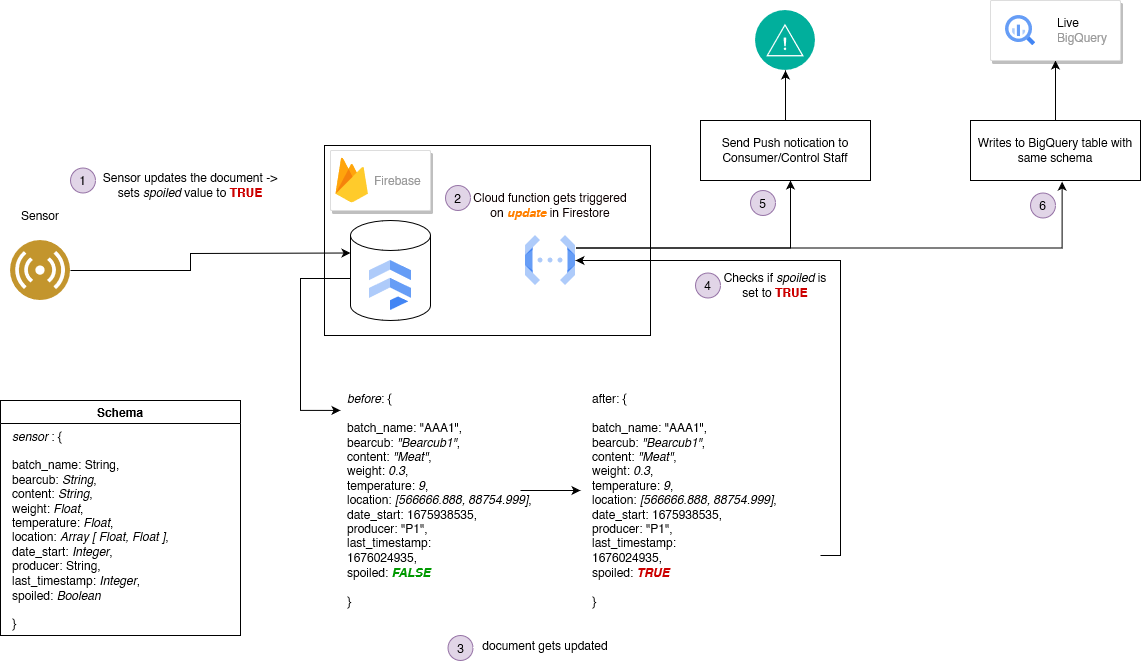 Live
BigQuery
!
Send Push notication to
Consumer/Control Staff
Writes to BigQuery table with
same schema
1
Sensor updates the document ->
sets spoiled value to TRUE
Firebase
2
Cloud function gets triggered
on update in Firestore
5
6
Sensor
4
Checks if spoiled is
set to TRUE
Schema
sensor : {
batch_name: String,
bearcub: String,
content: String,
weight: Float,
temperature: Float,
location: Array [ Float, Float ],
date_start: Integer,
producer: String,
last_timestamp: Integer,
spoiled: Boolean
}
before: {
batch_name: "AAA1",
bearcub: "Bearcub1",
content: "Meat",
weight: 0.3,
temperature: 9,
location: [566666.888, 88754.999],
date_start: 1675938535,
producer: "P1",
last_timestamp:
1676024935,
spoiled: FALSE
}
after: {
batch_name: "AAA1",
bearcub: "Bearcub1",
content: "Meat",
weight: 0.3,
temperature: 9,
location: [566666.888, 88754.999],
date_start: 1675938535,
producer: "P1",
last_timestamp:
1676024935,
spoiled: TRUE
}
3
document gets updated